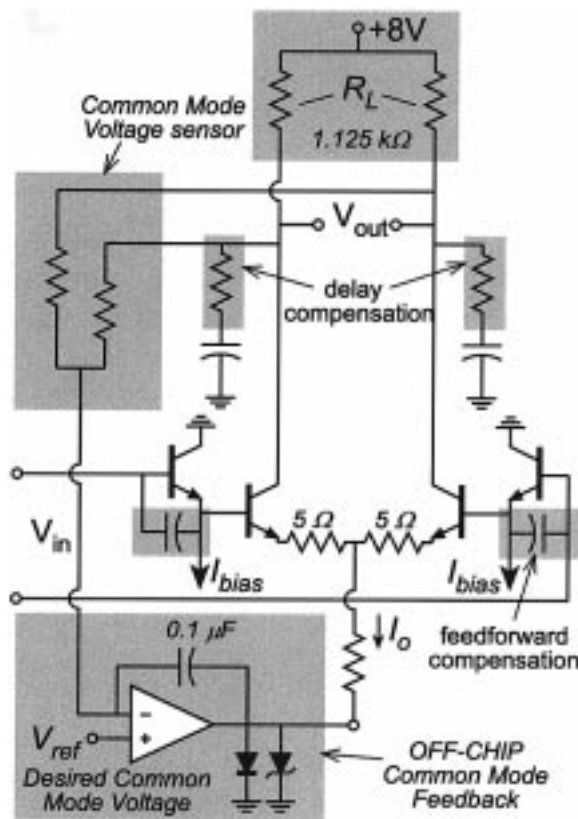 +8V
Common Mode
Voltage sensor
R_L
1.125 kΩ
V_out
delay
compensation
V_in
5 Ω
5 Ω
I_bias
I_bias
0.1 μF
I_o
feedforward
compensation
−
+
V_ref
Desired Common
Mode Voltage
OFF-CHIP
Common Mode
Feedback